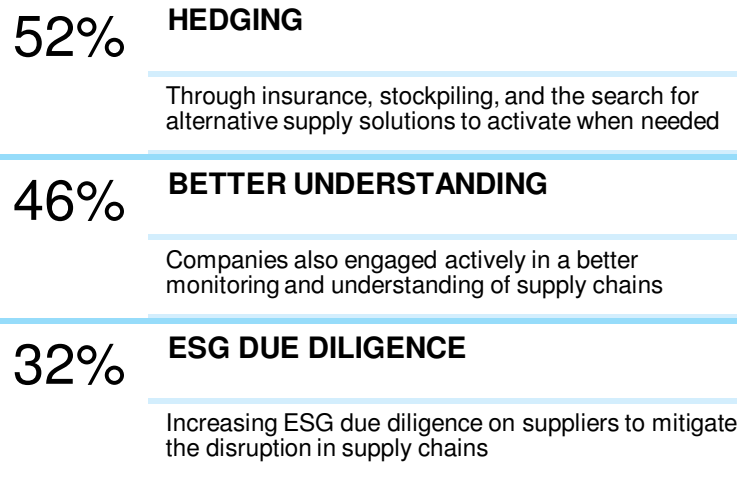 52%
HEDGING
Through insurance, stockpiling, and the search for
alternative supply solutions to activate when needed
46%
BETTER UNDERSTANDING
Companies also engaged actively in a better
monitoring and understanding of supply chains
32%
ESG DUE DILIGENCE
Increasing ESG due diligence on suppliers to mitigate
the disruption in supply chains